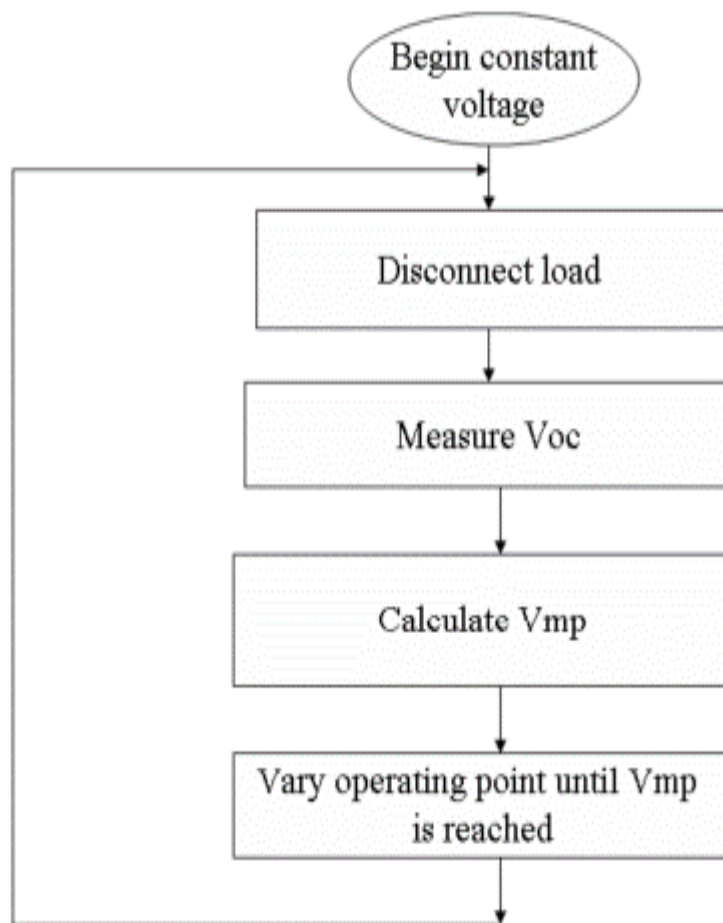 Begin constant
voltage
Disconnect load
Measure Voc
Calculate Vmp
Vary operating point until Vmp
is reached